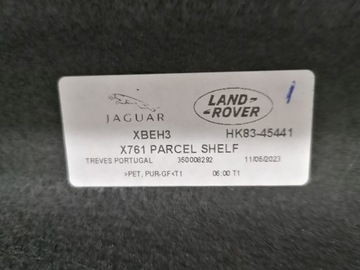 JAGUAR
LAND ROVER
XBEH3 HK83-45441
X761 PARCEL SHELF
TREVES PORTUGAL 350008292 11/05/2023
>PET, PUR-GF<T1 06:00 T1